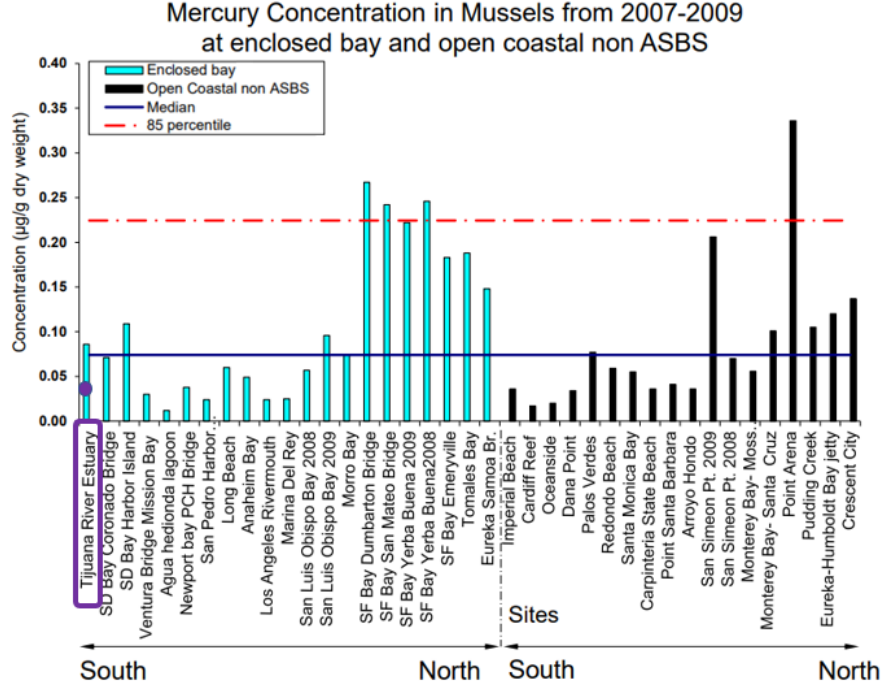 Mercury Concentration in Mussels from 2007-2009
at enclosed bay and open coastal non ASBS
Concentration (µg/g dry weight)
0.40
0.35
0.30
0.25
0.20
0.15
0.10
0.05
0.00
Enclosed bay
Open Coastal non ASBS
Median
85 percentile
Tijuana River Estuary
SD Bay Coronado Bridge
SD Bay Harbor Island
Ventura Bridge Mission Bay
Agua hedionda lagoon
Newport bay PCH Bridge
San Pedro Harbor...
Long Beach
Anaheim Bay
Los Angeles Rivermouth
Marina Del Rey
San Luis Obispo Bay 2008
San Luis Obispo Bay 2009
Morro Bay
SF Bay Dumbarton Bridge
SF Bay San Mateo Bridge
SF Bay Yerba Buena 2009
SF Bay Yerba Buena2008
SF Bay Emeryville
Tomales Bay
Eureka Samoa Br.
Imperial Beach
Cardiff Reef
Oceanside
Dana Point
Palos Verdes
Redondo Beach
Santa Monica Bay
Carpinteria State Beach
Point Santa Barbara
Arroyo Hondo
San Simeon Pt. 2009
San Simeon Pt. 2008
Monterey Bay- Moss...
Monterey Bay- Santa Cruz
Point Arena
Pudding Creek
Eureka-Humboldt Bay jetty
Crescent City
Sites
South North South North